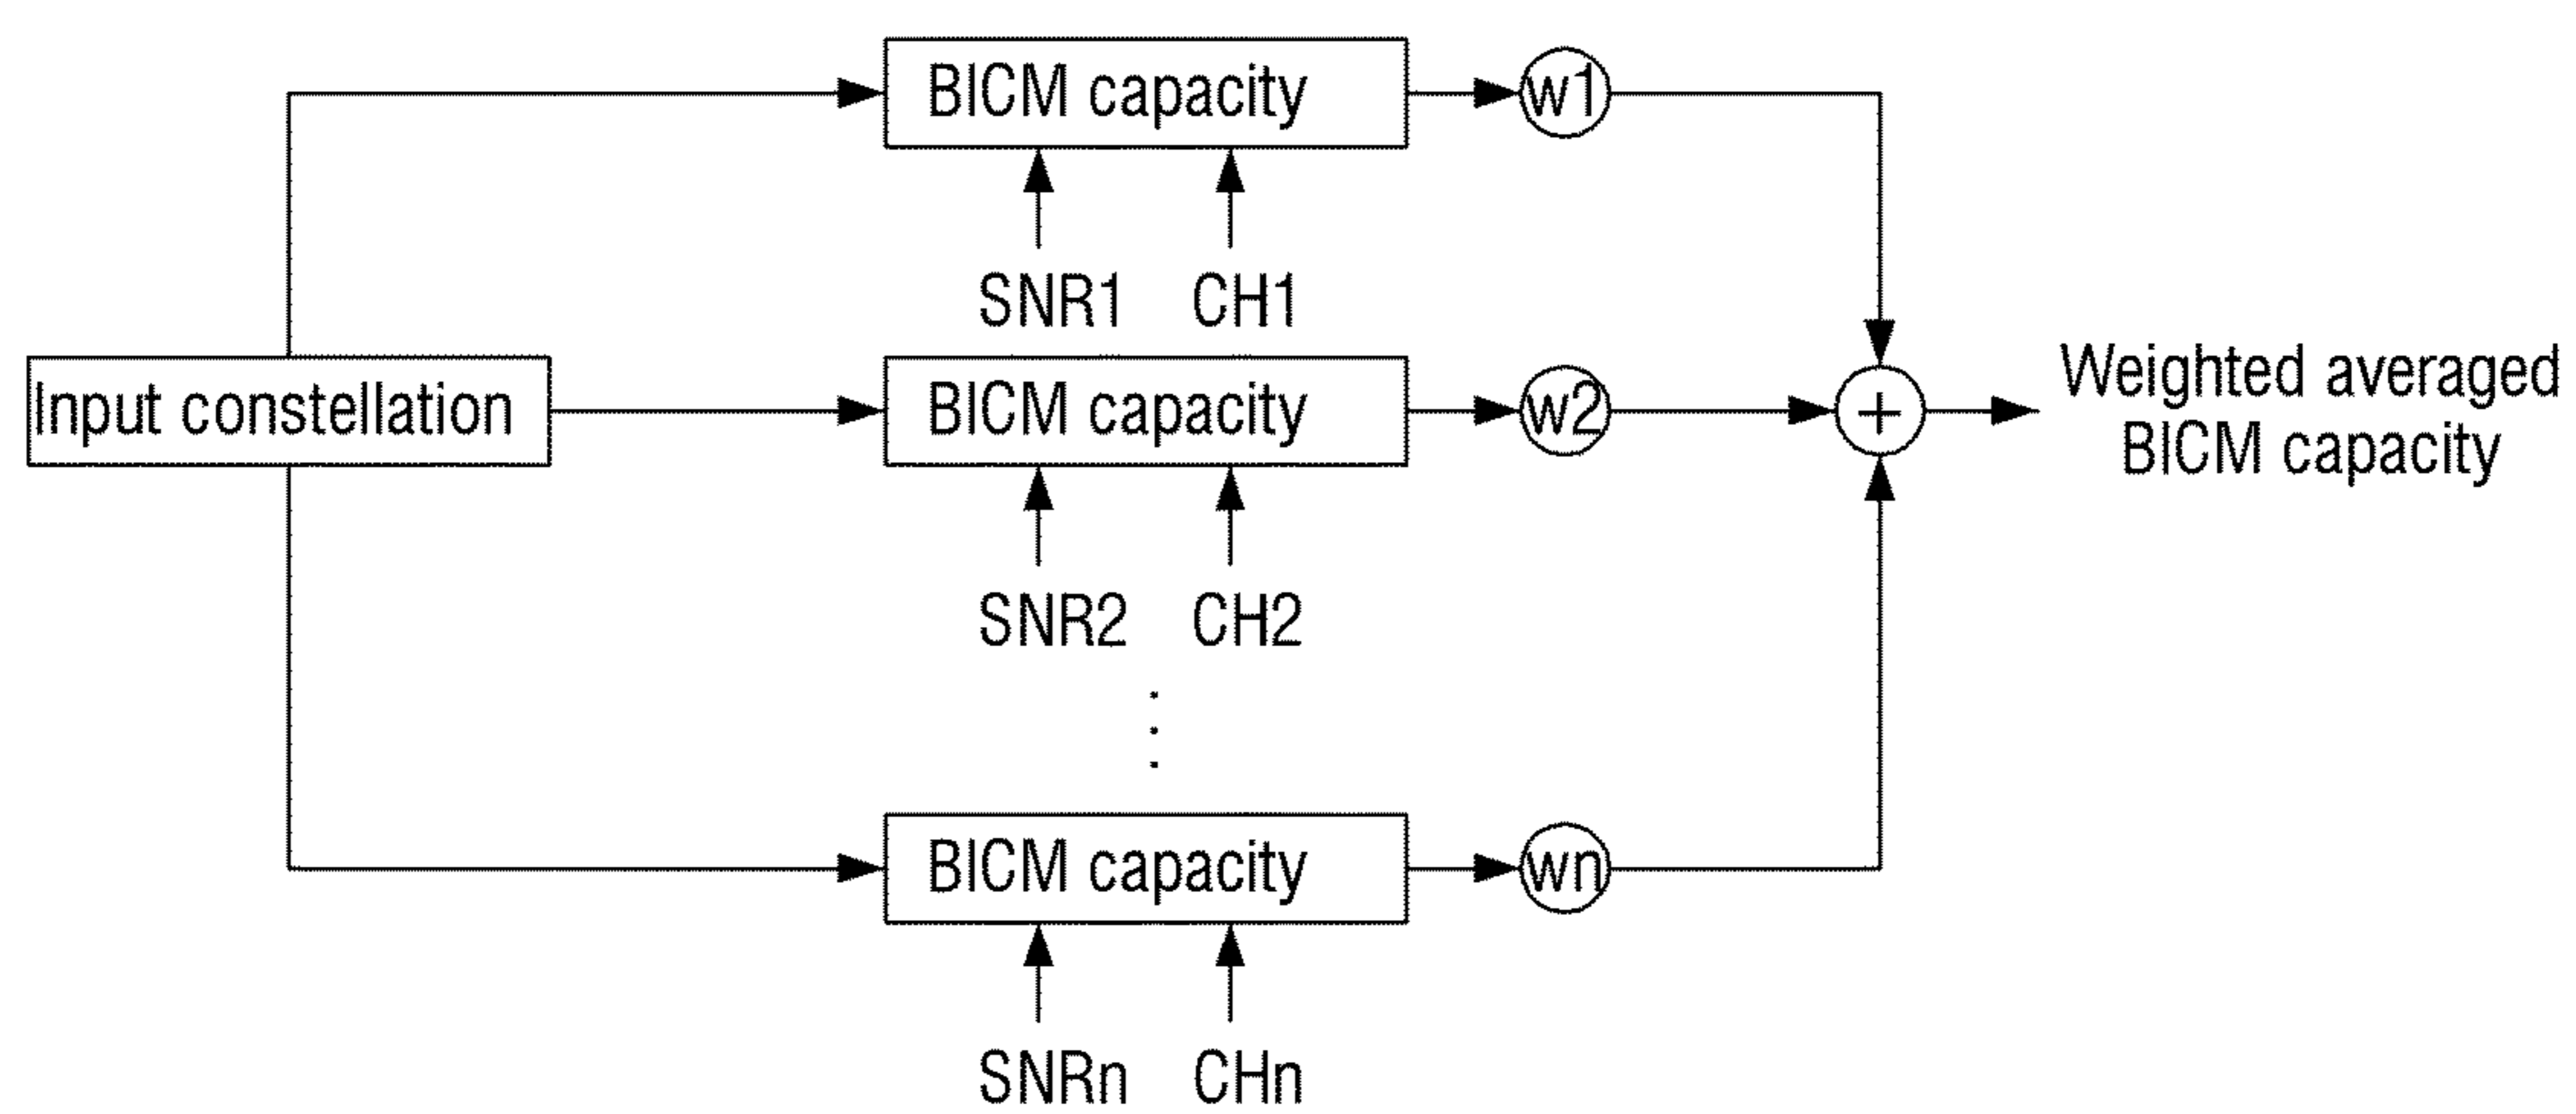 BICM capacity
w1
SNR1 CH1
Input constellation
BICM capacity
w2
+
Weighted averaged
BICM capacity
SNR2 CH2
BICM capacity
wn
SNRn CHn